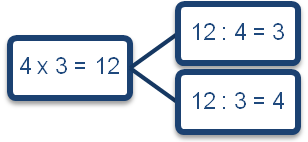 4 x 3 = 12
12 : 4 = 3
12 : 3 = 4